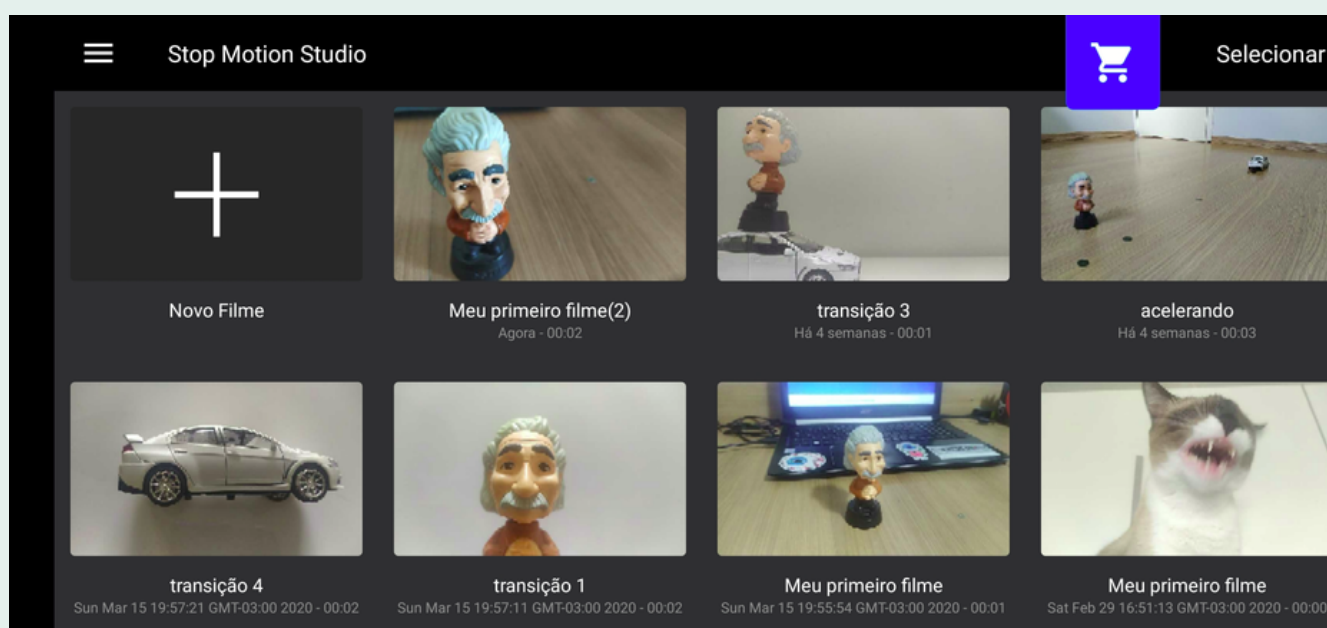 Stop Motion Studio
Selecionar
Novo Filme
Meu primeiro filme(2)
Agora - 00:02
transição 3
Há 4 semanas - 00:01
acelerando
Há 4 semanas - 00:03
transição 4
Sun Mar 15 19:57:21 GMT-03:00 2020 - 00:02
transição 1
Sun Mar 15 19:57:11 GMT-03:00 2020 - 00:02
Meu primeiro filme
Sun Mar 15 19:55:54 GMT-03:00 2020 - 00:01
Meu primeiro filme
Sat Feb 29 16:51:13 GMT-03:00 2020 - 00:00